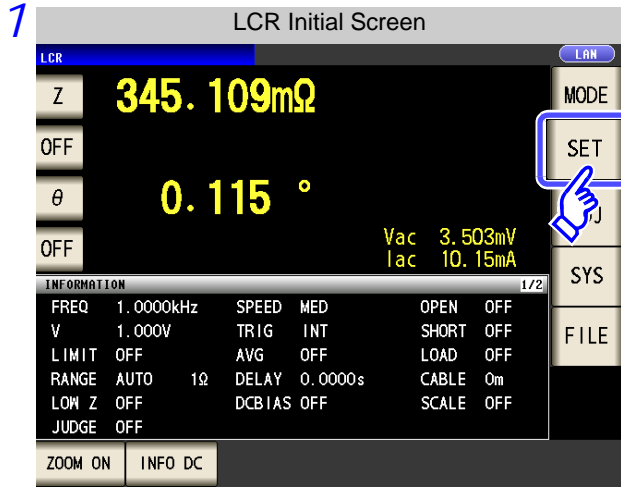 1
LCR Initial Screen
LCR
LAN
Z
345.109mΩ
MODE
OFF
SET
θ
0.115 °
OFF
Vac 3.503mV
Iac 10.15mA
SYS
INFORMATION
1/2
FREQ 1.0000kHz SPEED MED OPEN OFF
V 1.000V TRIG INT SHORT OFF
FILE
LIMIT OFF AVG OFF LOAD OFF
RANGE AUTO 1Ω DELAY 0.0000s CABLE 0m
LOW Z OFF DCBIAS OFF SCALE OFF
JUDGE OFF
ZOOM ON
INFO DC